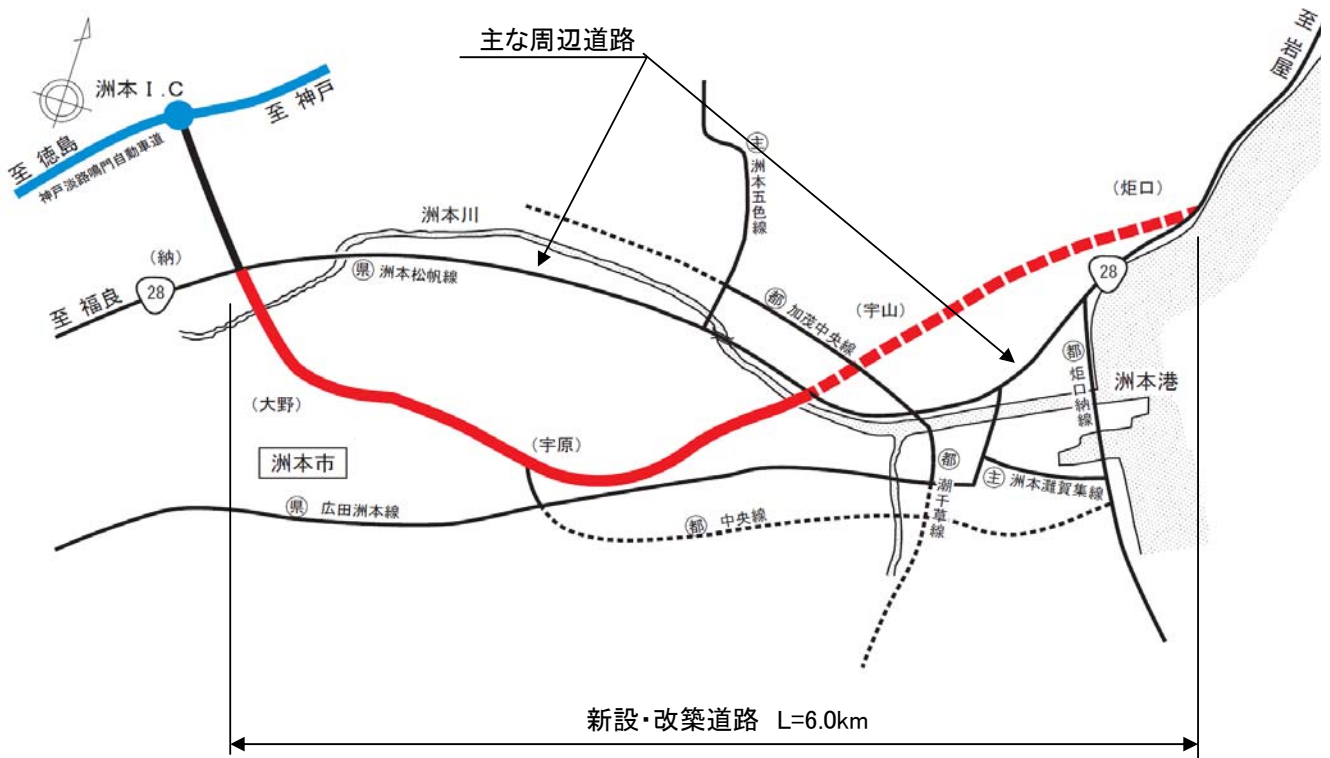 主な周辺道路
至 岩屋
洲本I.C
至 神戸
至 徳島
神戸淡路鳴門自動車道
主 洲本五色線
(炬口)
洲本川
(納)
28
至 福良
県 洲本松帆線
都 加茂中央線
(宇山)
28
都 炬口納線
洲本港
(大野)
(宇原)
洲本市
都 潮干草線
主 洲本灘賀集線
県 広田洲本線
都 中央線
新設・改築道路 L=6.0km